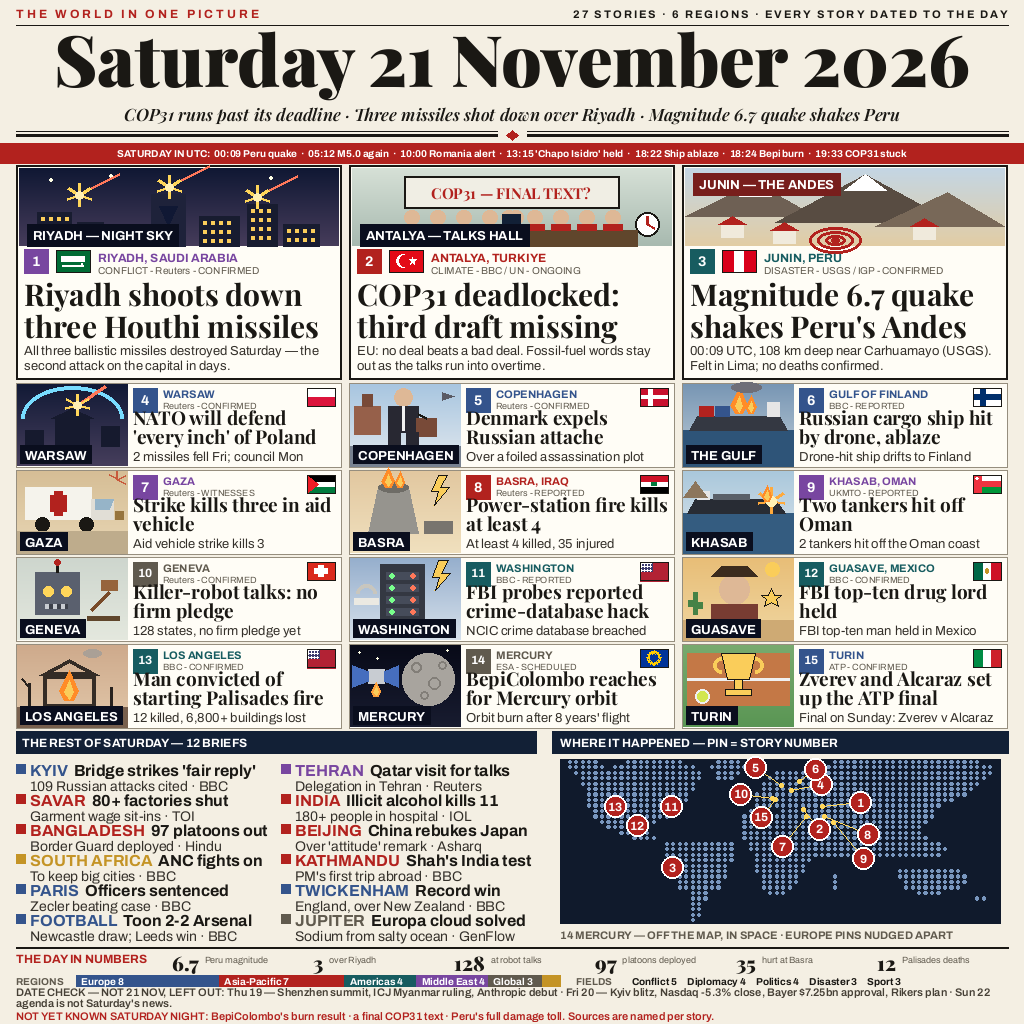 THE WORLD IN ONE PICTURE
27 STORIES · 6 REGIONS · EVERY STORY DATED TO THE DAY
Saturday 21 November 2026
COP31 runs past its deadline · Three missiles shot down over Riyadh · Magnitude 6.7 quake shakes Peru
SATURDAY IN UTC: 00:09 Peru quake · 05:12 M5.0 again · 10:00 Romania alert · 13:15 'Chapo Isidro' held · 18:22 Ship ablaze · 18:24 Bepi burn · 19:33 COP31 stuck
RIYADH — NIGHT SKY
1
RIYADH, SAUDI ARABIA
CONFLICT - Reuters - CONFIRMED
Riyadh shoots down
three Houthi missiles
All three ballistic missiles destroyed Saturday — the
second attack on the capital in days.
COP31 — FINAL TEXT?
ANTALYA — TALKS HALL
2
ANTALYA, TURKIYE
CLIMATE - BBC / UN - ONGOING
COP31 deadlocked:
third draft missing
EU: no deal beats a bad deal. Fossil-fuel words stay
out as the talks run into overtime.
JUNIN — THE ANDES
3
JUNIN, PERU
DISASTER - USGS / IGP - CONFIRMED
Magnitude 6.7 quake
shakes Peru's Andes
00:09 UTC, 108 km deep near Carhuamayo (USGS).
Felt in Lima; no deaths confirmed.
WARSAW
4
WARSAW
Reuters - CONFIRMED
NATO will defend
'every inch' of Poland
2 missiles fell Fri; council Mon
COPENHAGEN
5
COPENHAGEN
Reuters - CONFIRMED
Denmark expels
Russian attache
Over a foiled assassination plot
THE GULF
6
GULF OF FINLAND
BBC - REPORTED
Russian cargo ship hit
by drone, ablaze
Drone-hit ship drifts to Finland
GAZA
7
GAZA
Reuters - WITNESSES
Strike kills three in aid
vehicle
Aid vehicle strike kills 3
BASRA
8
BASRA, IRAQ
Reuters - REPORTED
Power-station fire kills
at least 4
At least 4 killed, 35 injured
KHASAB
9
KHASAB, OMAN
UKMTO - REPORTED
Two tankers hit off
Oman
2 tankers hit off the Oman coast
GENEVA
10
GENEVA
Reuters - CONFIRMED
Killer-robot talks: no
firm pledge
128 states, no firm pledge yet
WASHINGTON
11
WASHINGTON
BBC - REPORTED
FBI probes reported
crime-database hack
NCIC crime database breached
GUASAVE
12
GUASAVE, MEXICO
BBC - CONFIRMED
FBI top-ten drug lord
held
FBI top-ten man held in Mexico
LOS ANGELES
13
LOS ANGELES
BBC - CONFIRMED
Man convicted of
starting Palisades fire
12 killed, 6,800+ buildings lost
MERCURY
14
MERCURY
ESA - SCHEDULED
BepiColombo reaches
for Mercury orbit
Orbit burn after 8 years' flight
TURIN
15
TURIN
ATP - CONFIRMED
Zverev and Alcaraz set
up the ATP final
Final on Sunday: Zverev v Alcaraz
THE REST OF SATURDAY — 12 BRIEFS
KYIV Bridge strikes 'fair reply'
109 Russian attacks cited · BBC
SAVAR 80+ factories shut
Garment wage sit-ins · TOI
BANGLADESH 97 platoons out
Border Guard deployed · Hindu
SOUTH AFRICA ANC fights on
To keep big cities · BBC
PARIS Officers sentenced
Zecler beating case · BBC
FOOTBALL Toon 2-2 Arsenal
Newcastle draw; Leeds win · BBC
TEHRAN Qatar visit for talks
Delegation in Tehran · Reuters
INDIA Illicit alcohol kills 11
180+ people in hospital · IOL
BEIJING China rebukes Japan
Over 'attitude' remark · Asharq
KATHMANDU Shah's India test
PM's first trip abroad · BBC
TWICKENHAM Record win
England, over New Zealand · BBC
JUPITER Europa cloud solved
Sodium from salty ocean · GenFlow
WHERE IT HAPPENED — PIN = STORY NUMBER
5
6
4
10
13
11
1
15
12
2
8
7
9
3
14 MERCURY — OFF THE MAP, IN SPACE · EUROPE PINS NUDGED APART
THE DAY IN NUMBERS
6.7 Peru magnitude
3 over Riyadh
128 at robot talks
97 platoons deployed
35 hurt at Basra
12 Palisades deaths
REGIONS
Europe 8
Asia-Pacific 7
Americas 4
Middle East 4
Global 3
FIELDS
Conflict 5 Diplomacy 4 Politics 4 Disaster 3 Sport 3
DATE CHECK — NOT 21 NOV, LEFT OUT: Thu 19 — Shenzhen summit, ICJ Myanmar ruling, Anthropic debut · Fri 20 — Kyiv blitz, Nasdaq -5.3% close, Bayer $7.25bn approval, Rikers plan · Sun 22
agenda is not Saturday's news.
NOT YET KNOWN SATURDAY NIGHT: BepiColombo's burn result · a final COP31 text · Peru's full damage toll. Sources are named per story.